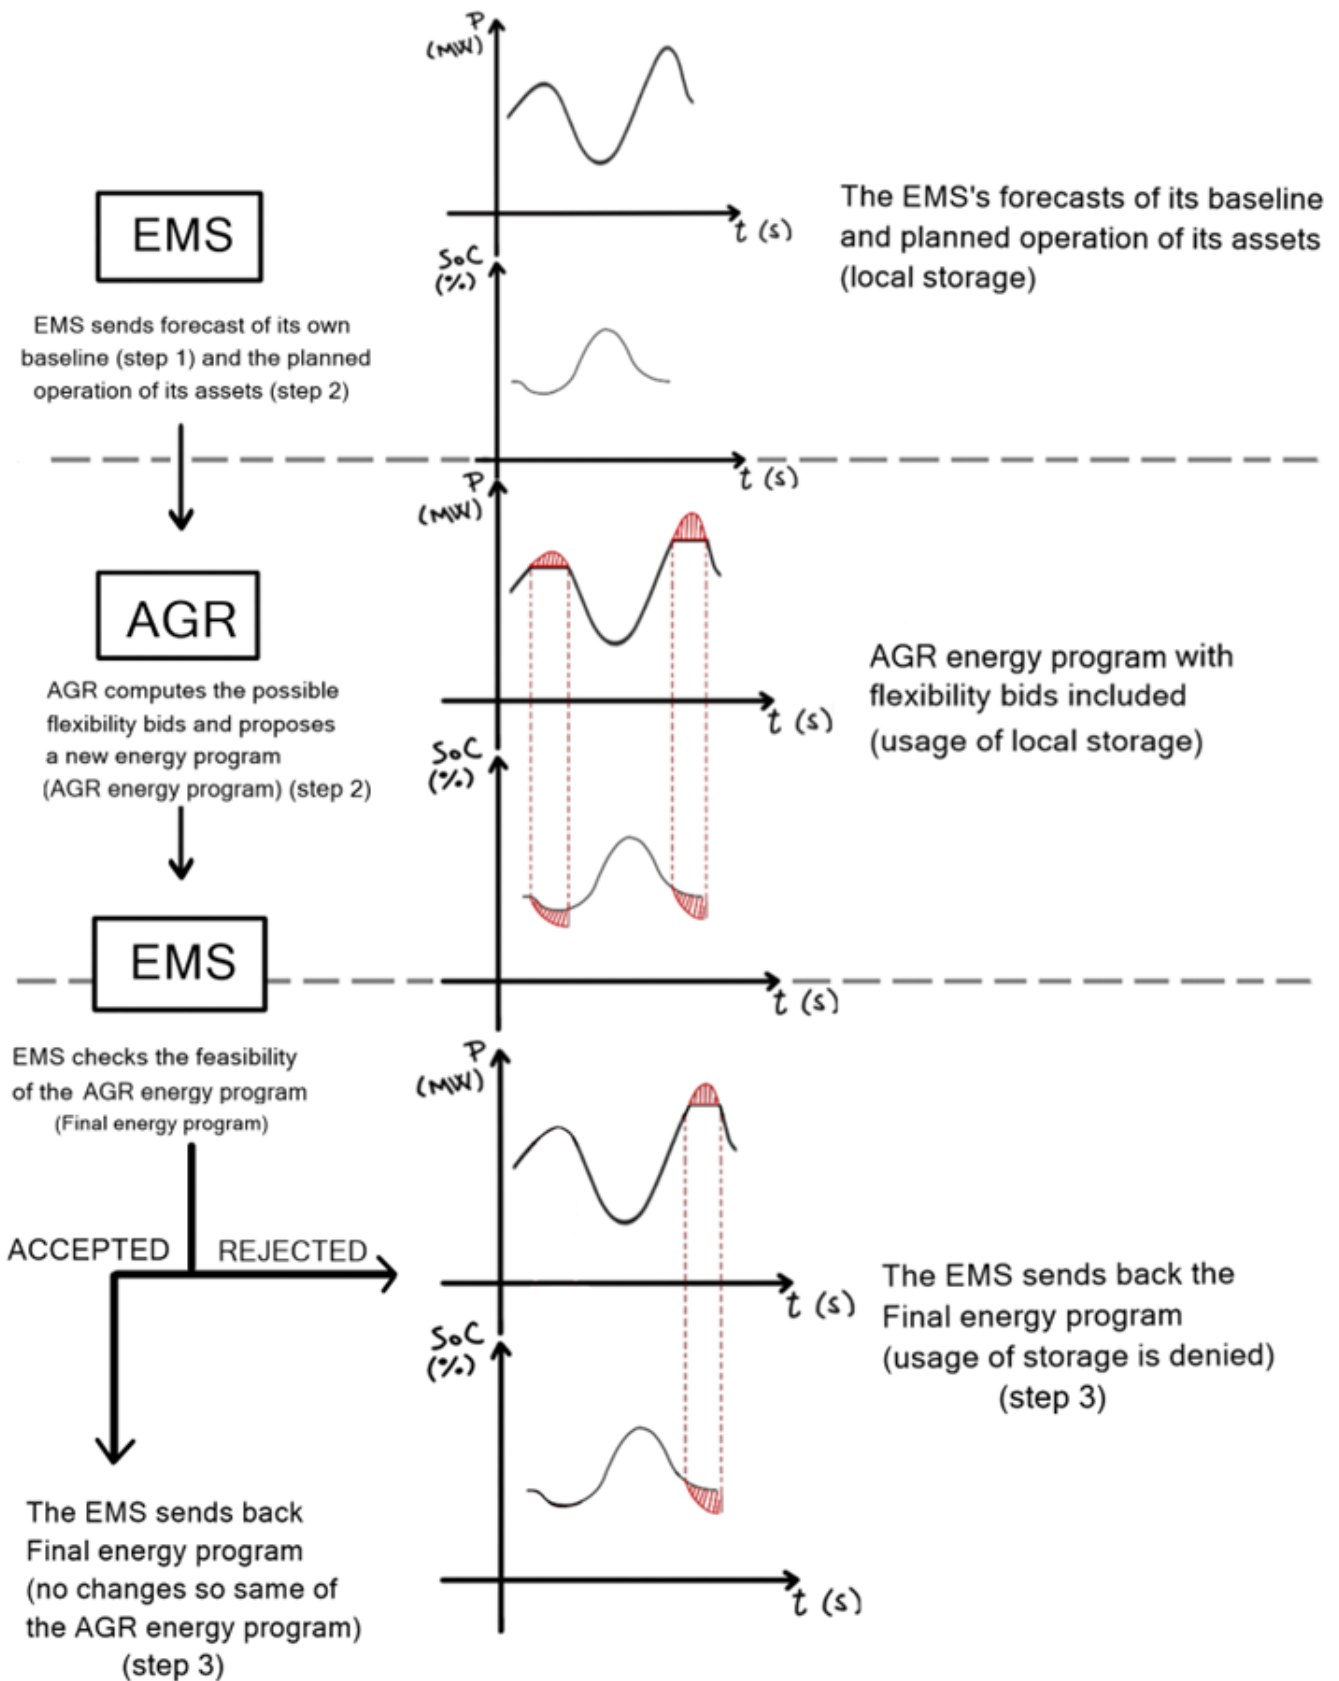 P
(MW)
t (s)
EMS
The EMS's forecasts of its baseline
and planned operation of its assets
(local storage)
SoC
(%)
EMS sends forecast of its own
baseline (step 1) and the planned
operation of its assets (step 2)
t (s)
P
(MW)
AGR
AGR computes the possible
flexibility bids and proposes
a new energy program
(AGR energy program) (step 2)
AGR energy program with
flexibility bids included
(usage of local storage)
t (s)
SoC
(%)
EMS
t (s)
EMS checks the feasibility
of the AGR energy program
(Final energy program)
P
(MW)
ACCEPTED
REJECTED
t (s)
The EMS sends back the
Final energy program
(usage of storage is denied)
(step 3)
SoC
(%)
The EMS sends back
Final energy program
(no changes so same of
the AGR energy program)
(step 3)
t (s)